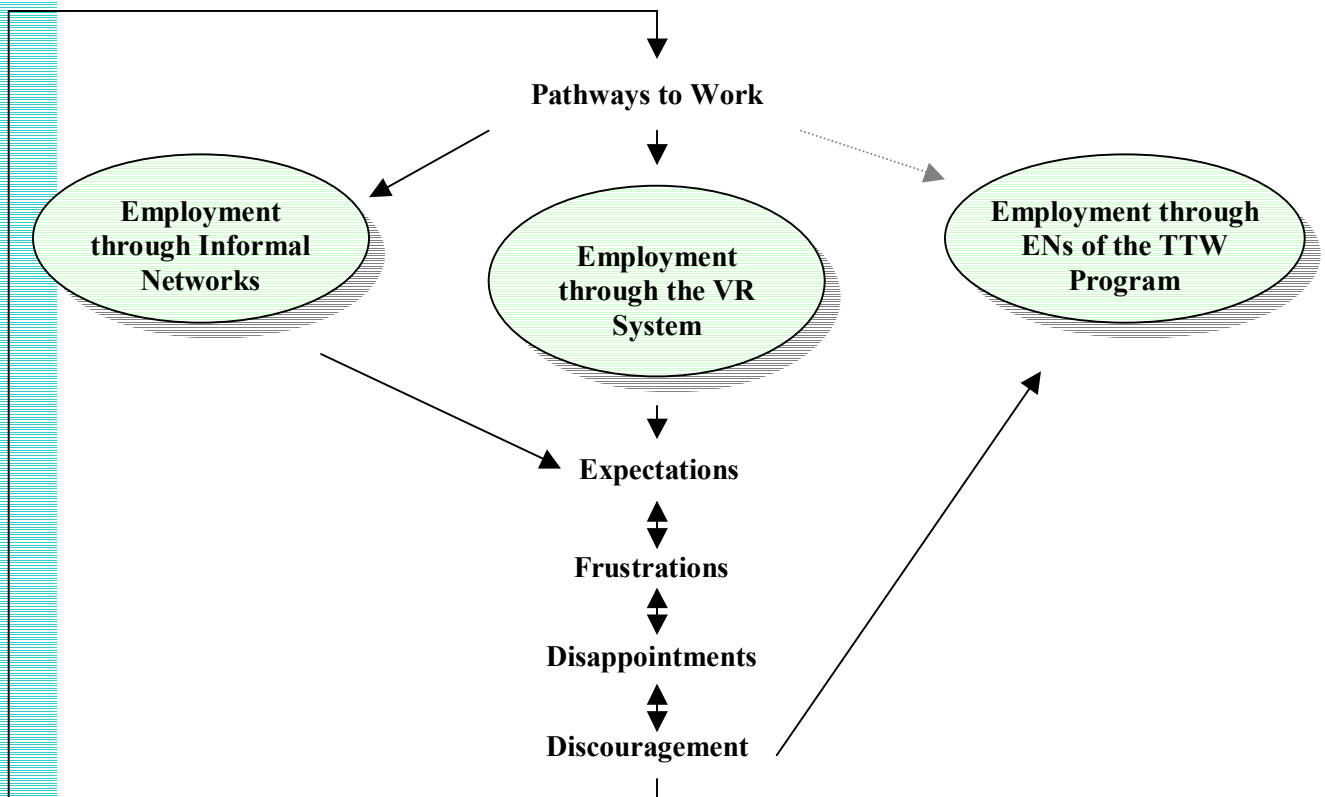 Pathways to Work
Employment
through Informal
Networks
Employment
through the VR
System
Employment through
ENs of the TTW
Program
Expectations
Frustrations
Disappointments
Discouragement